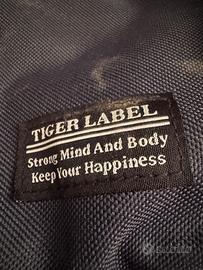 TIGER LABEL
Strong Mind And Body
Keep Your Happiness